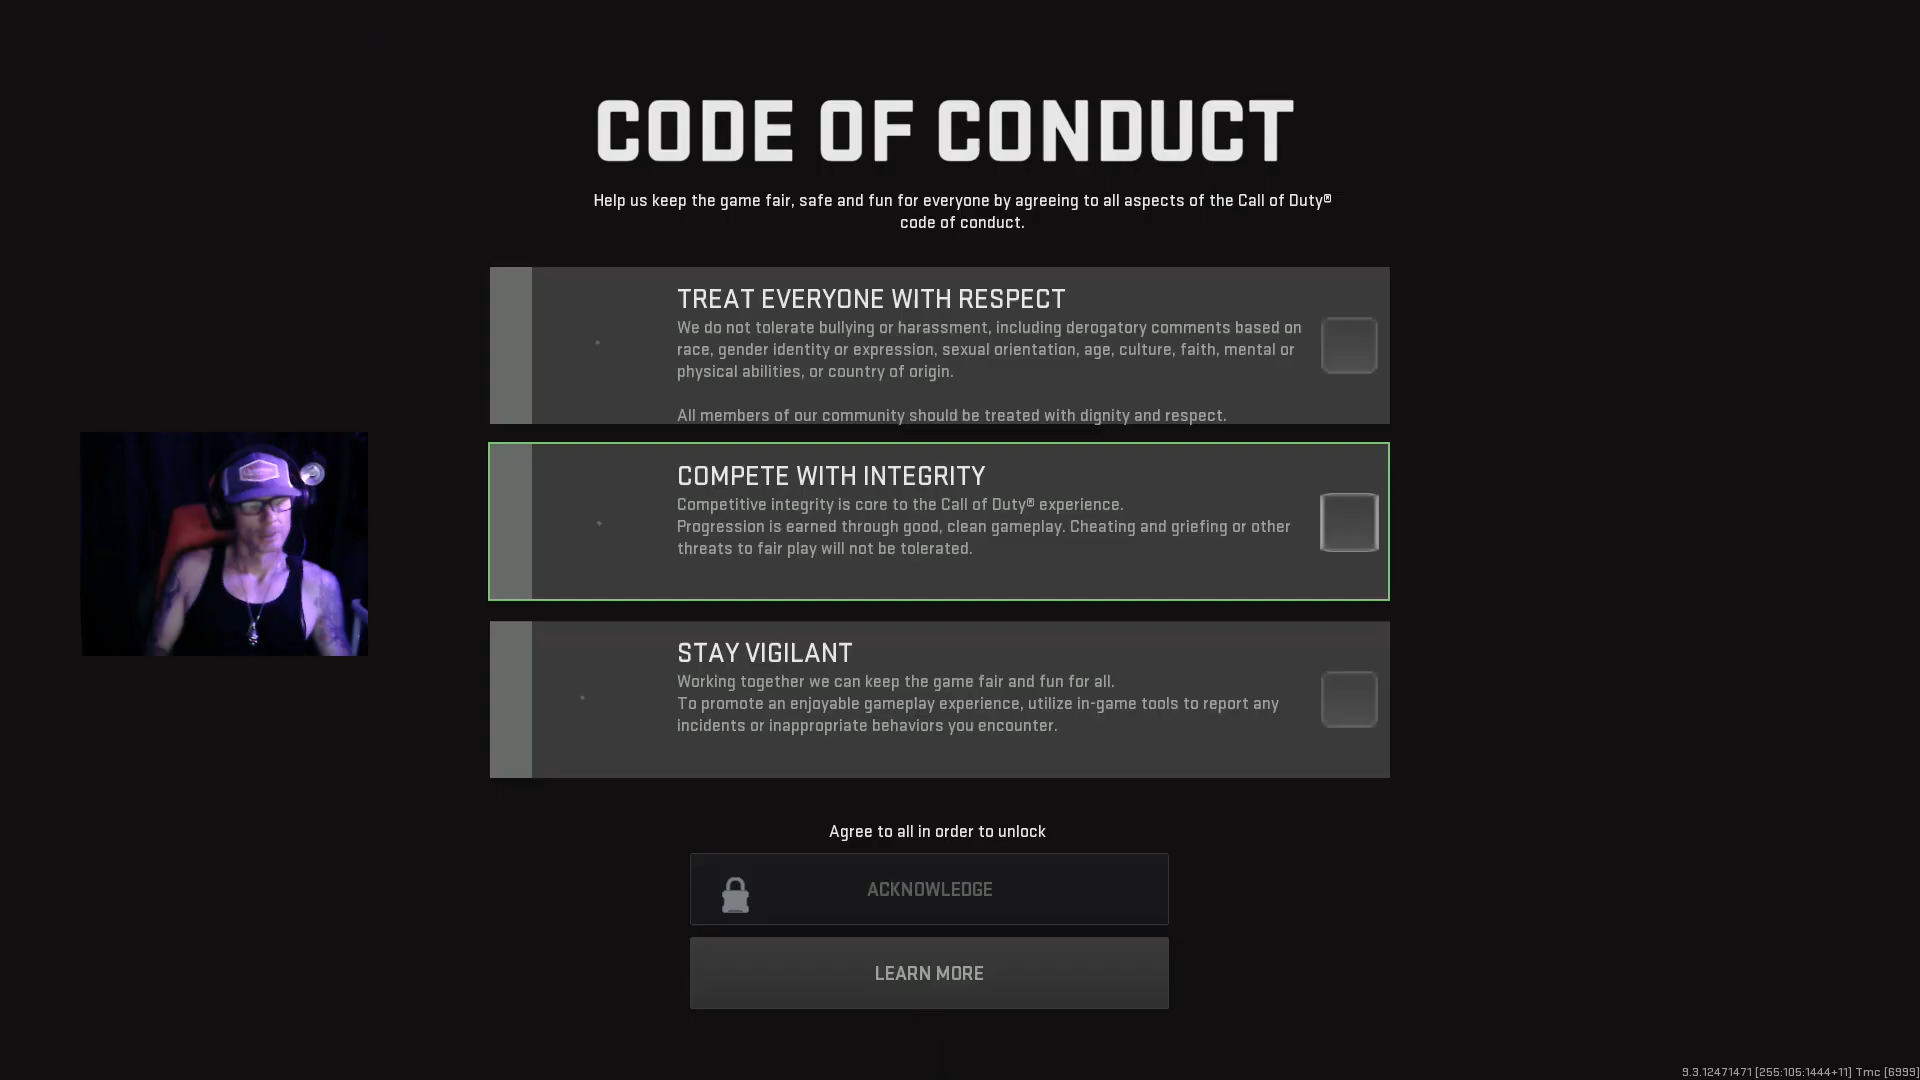 CODE OF CONDUCT
Help us keep the game fair, safe and fun for everyone by agreeing to all aspects of the Call of Duty®
code of conduct.
TREAT EVERYONE WITH RESPECT
We do not tolerate bullying or harassment, including derogatory comments based on
race, gender identity or expression, sexual orientation, age, culture, faith, mental or
physical abilities, or country of origin.
All members of our community should be treated with dignity and respect.
COMPETE WITH INTEGRITY
Competitive integrity is core to the Call of Duty® experience.
Progression is earned through good, clean gameplay. Cheating and griefing or other
threats to fair play will not be tolerated.
STAY VIGILANT
Working together we can keep the game fair and fun for all.
To promote an enjoyable gameplay experience, utilize in-game tools to report any
incidents or inappropriate behaviors you encounter.
Agree to all in order to unlock
ACKNOWLEDGE
LEARN MORE
9.3.12471471 [255:105:1444+11] Tmc [6999]